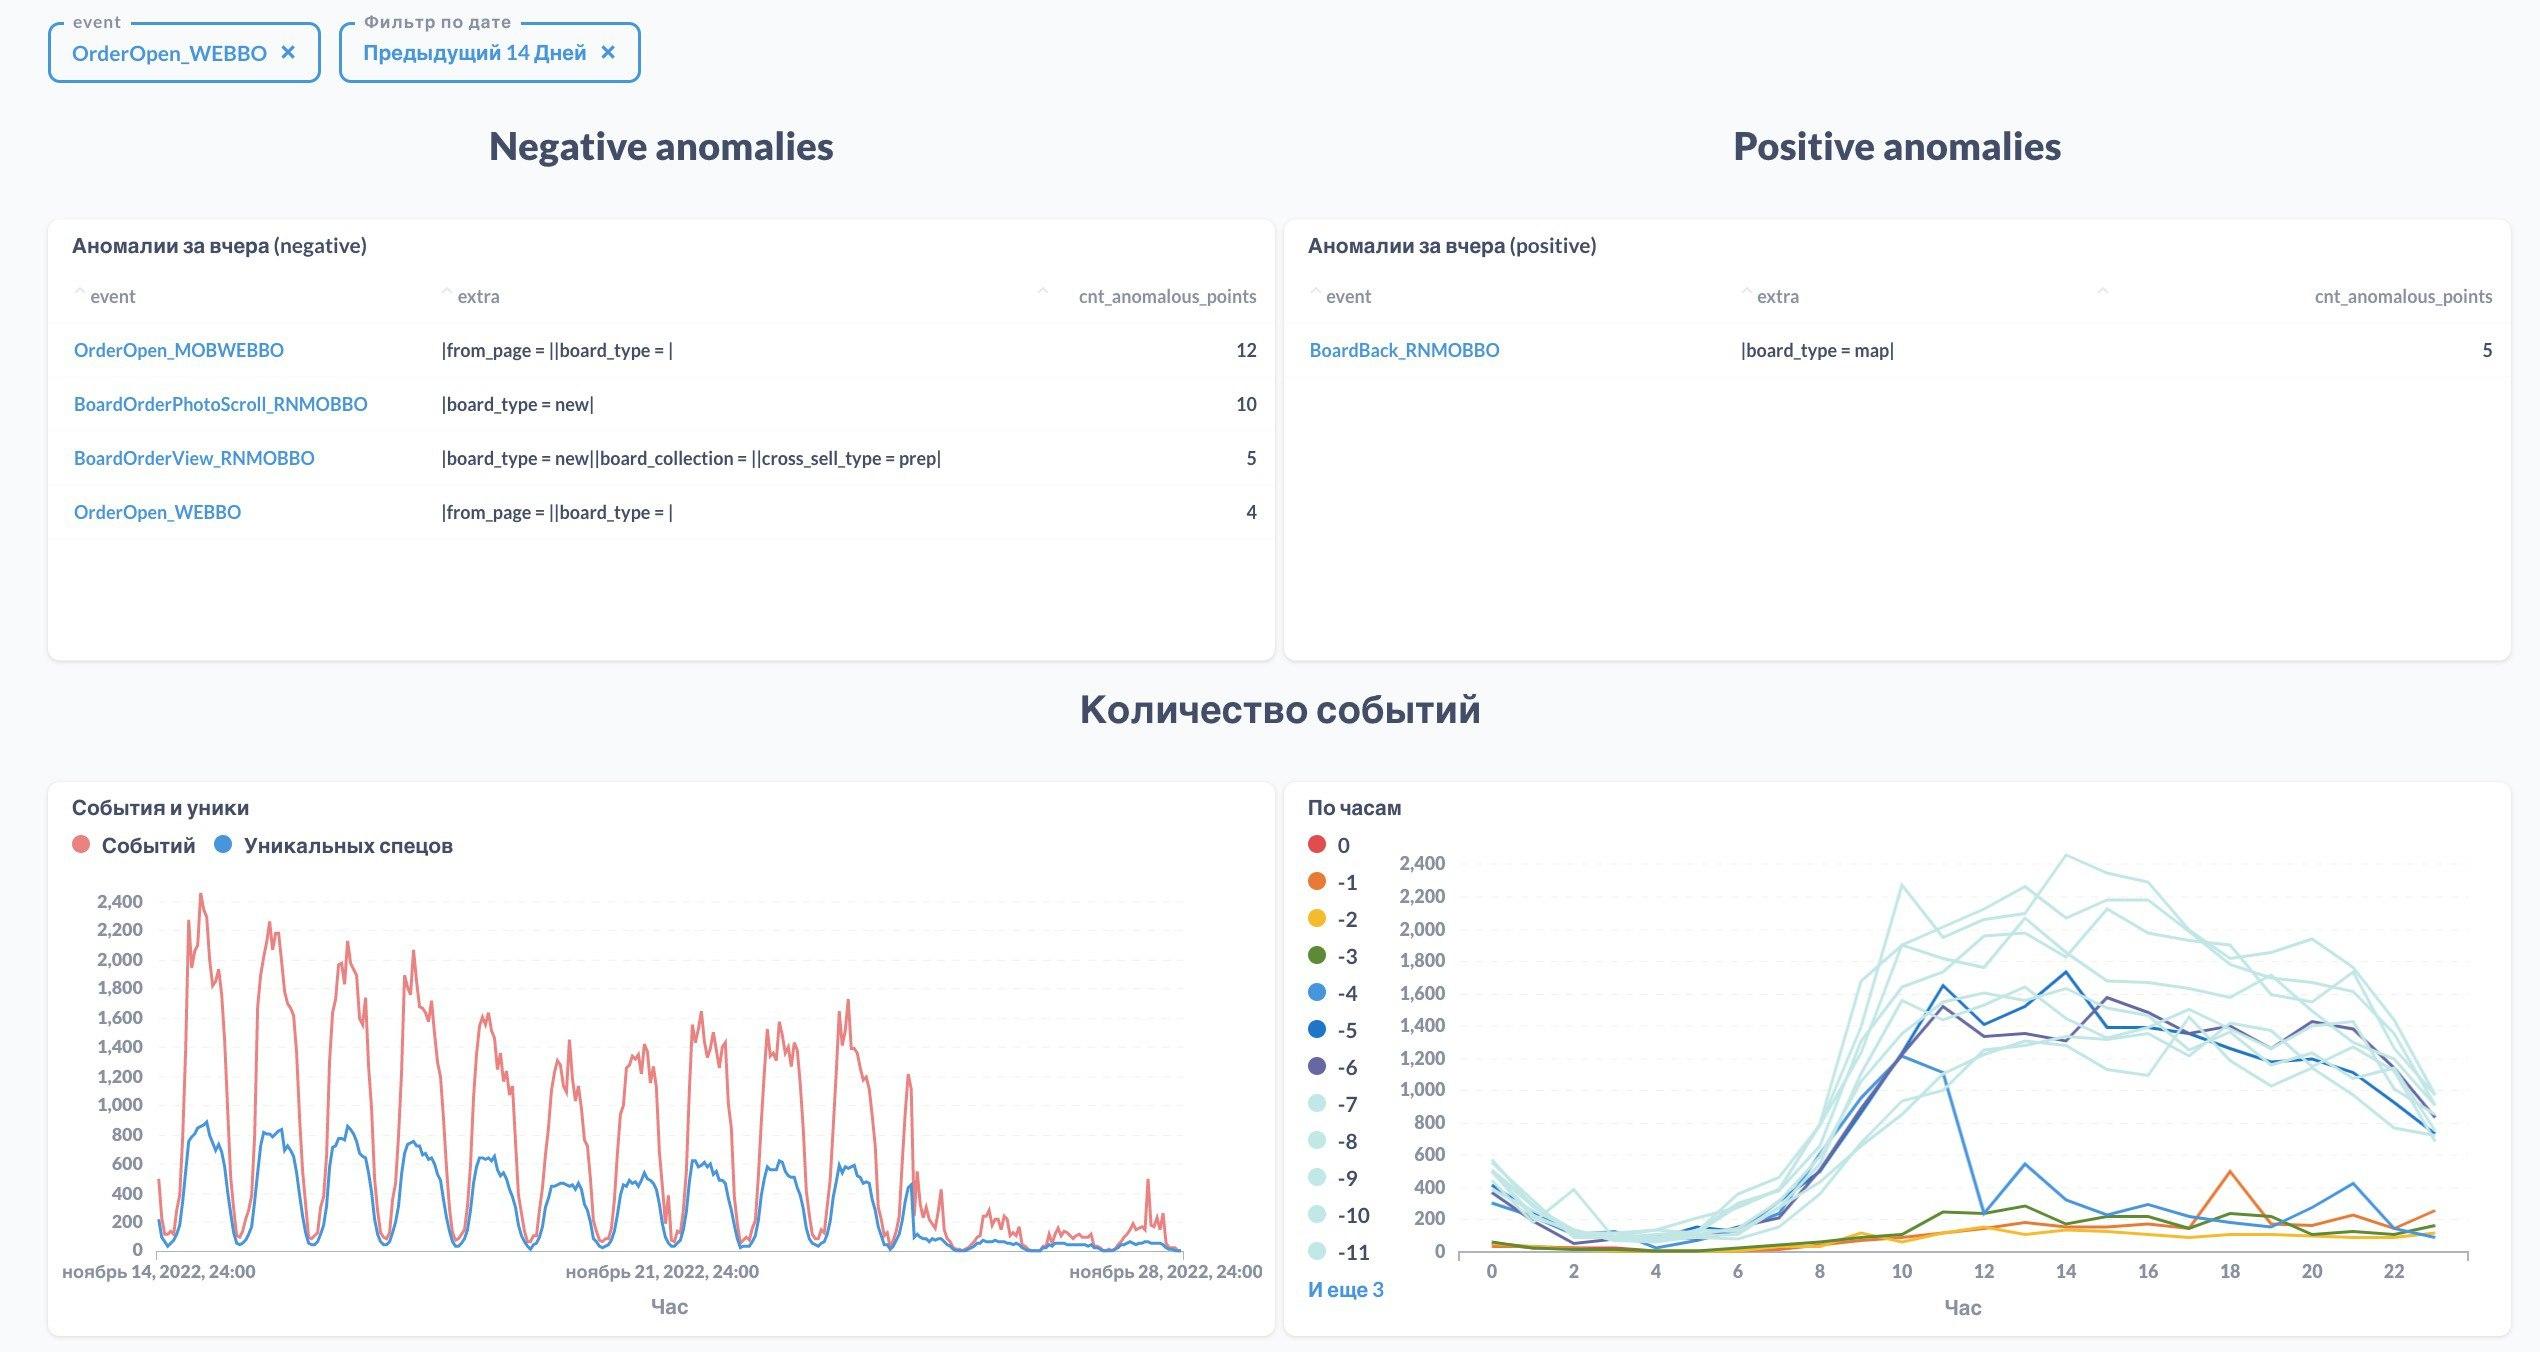 event
OrderOpen_WEBBO ×
Фильтр по дате
Предыдущий 14 Дней ×
Negative anomalies
Positive anomalies
Аномалии за вчера (negative)
event extra cnt_anomalous_points
OrderOpen_MOBWEBBO |from_page = ||board_type = | 12
BoardOrderPhotoScroll_RNMOBBO |board_type = new| 10
BoardOrderView_RNMOBBO |board_type = new||board_collection = ||cross_sell_type = prep| 5
OrderOpen_WEBBO |from_page = ||board_type = | 4
Аномалии за вчера (positive)
event extra cnt_anomalous_points
BoardBack_RNMOBBO |board_type = map| 5
Количество событий
События и уники
Событий Уникальных спецов
2,400
2,200
2,000
1,800
1,600
1,400
1,200
1,000
800
600
400
200
0
ноябрь 14, 2022, 24:00 ноябрь 21, 2022, 24:00 ноябрь 28, 2022, 24:00
Час
По часам
0
-1
-2
-3
-4
-5
-6
-7
-8
-9
-10
-11
И еще 3
2,400
2,200
2,000
1,800
1,600
1,400
1,200
1,000
800
600
400
200
0
0 2 4 6 8 10 12 14 16 18 20 22
Час